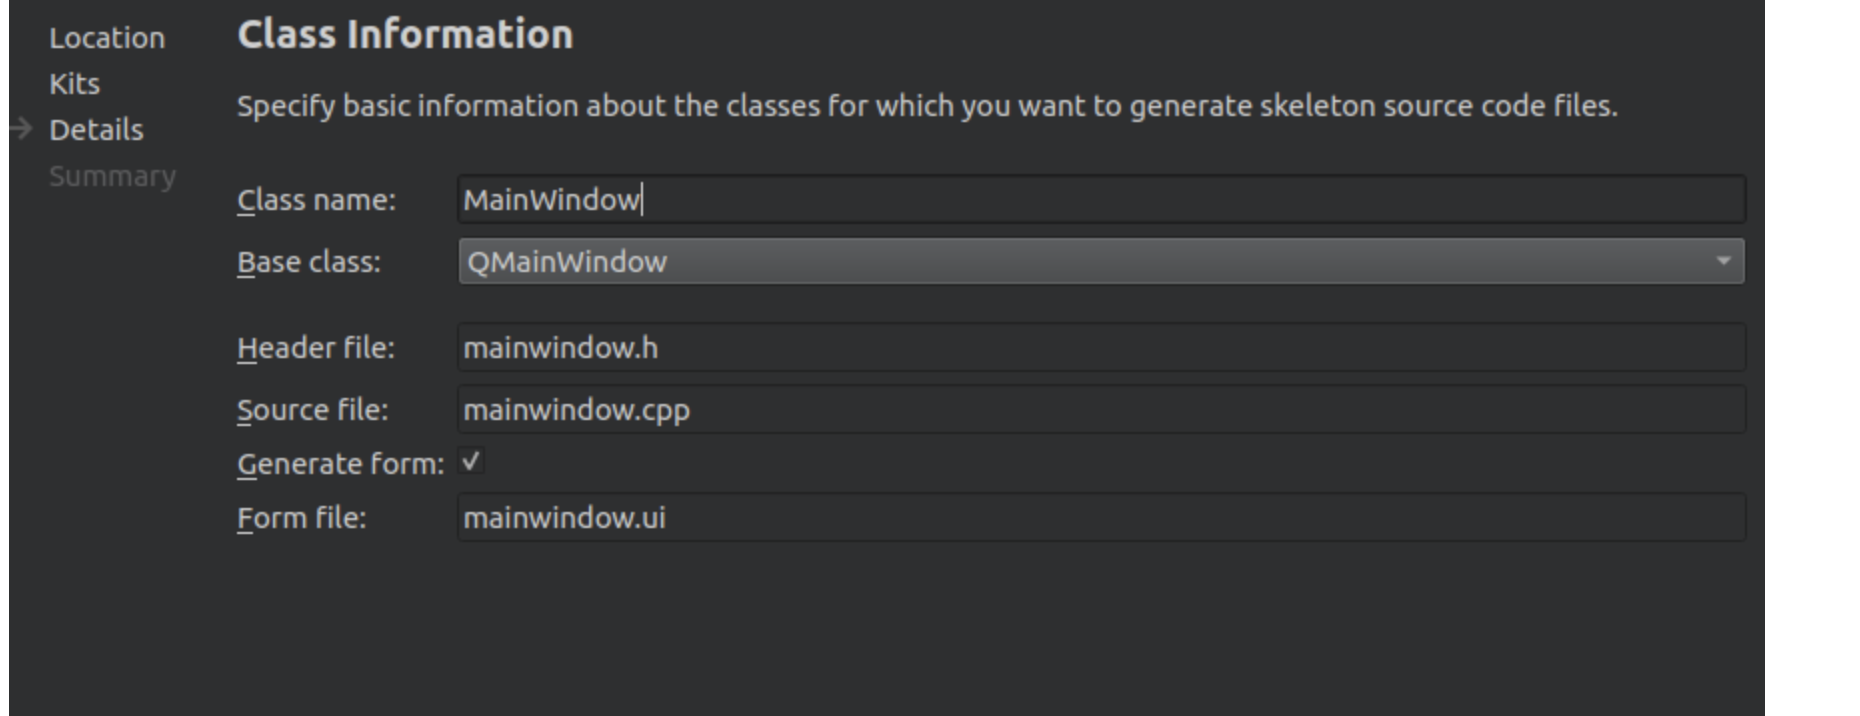 Location
Kits
Details
Summary
Class Information
Specify basic information about the classes for which you want to generate skeleton source code files.
Class name: MainWindow
Base class: QMainWindow
Header file: mainwindow.h
Source file: mainwindow.cpp
Generate form:
Form file: mainwindow.ui